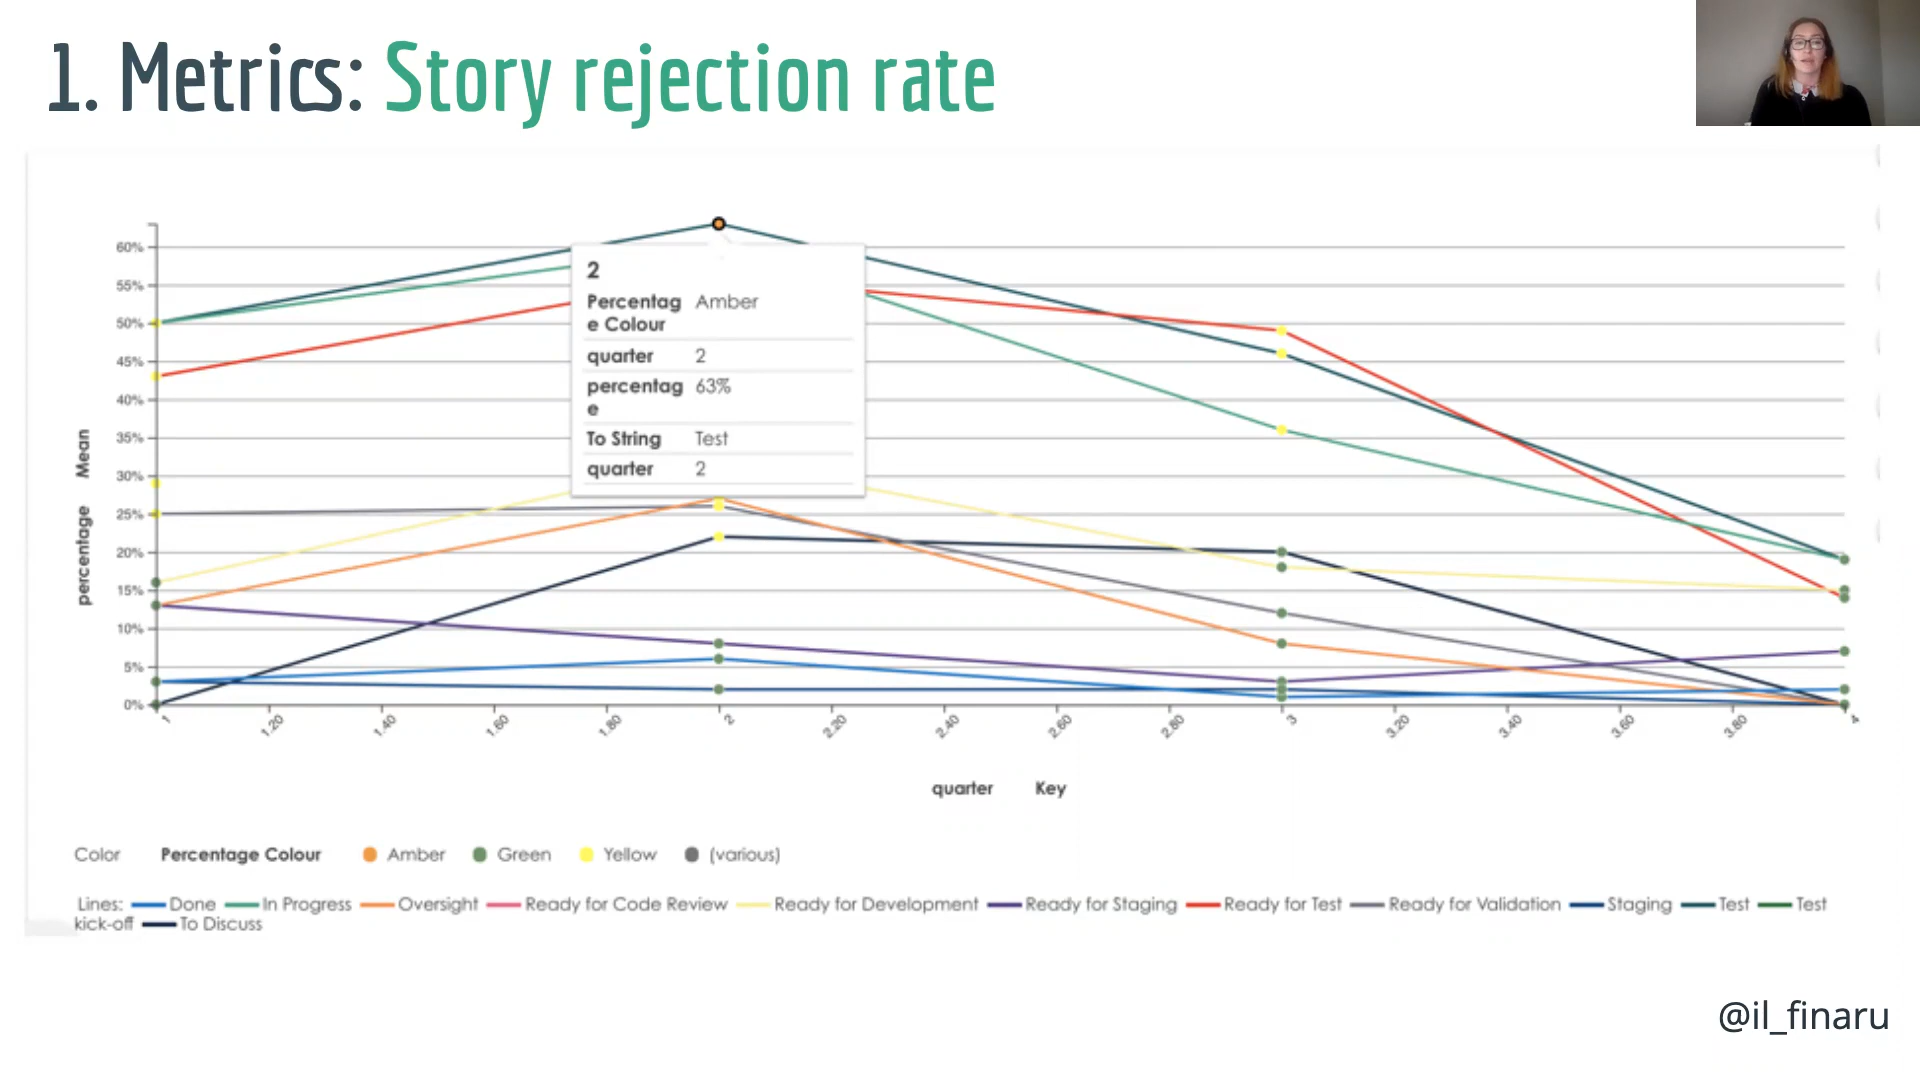 1. Metrics: Story rejection rate
60%
55%
50%
45%
40%
35%
30%
25%
20%
15%
10%
5%
0%
percentage Mean
2
Percentag Amber
e Colour
quarter 2
percentag 63%
e
To String Test
quarter 2
1 1.20 1.40 1.60 1.80 2 2.20 2.40 2.60 2.80 3 3.20 3.40 3.60 3.80 4
quarter Key
Color Percentage Colour Amber Green Yellow (various)
Lines: Done In Progress Oversight Ready for Code Review Ready for Development Ready for Staging Ready for Test Ready for Validation Staging Test Test
kick-off To Discuss
@il_finaru